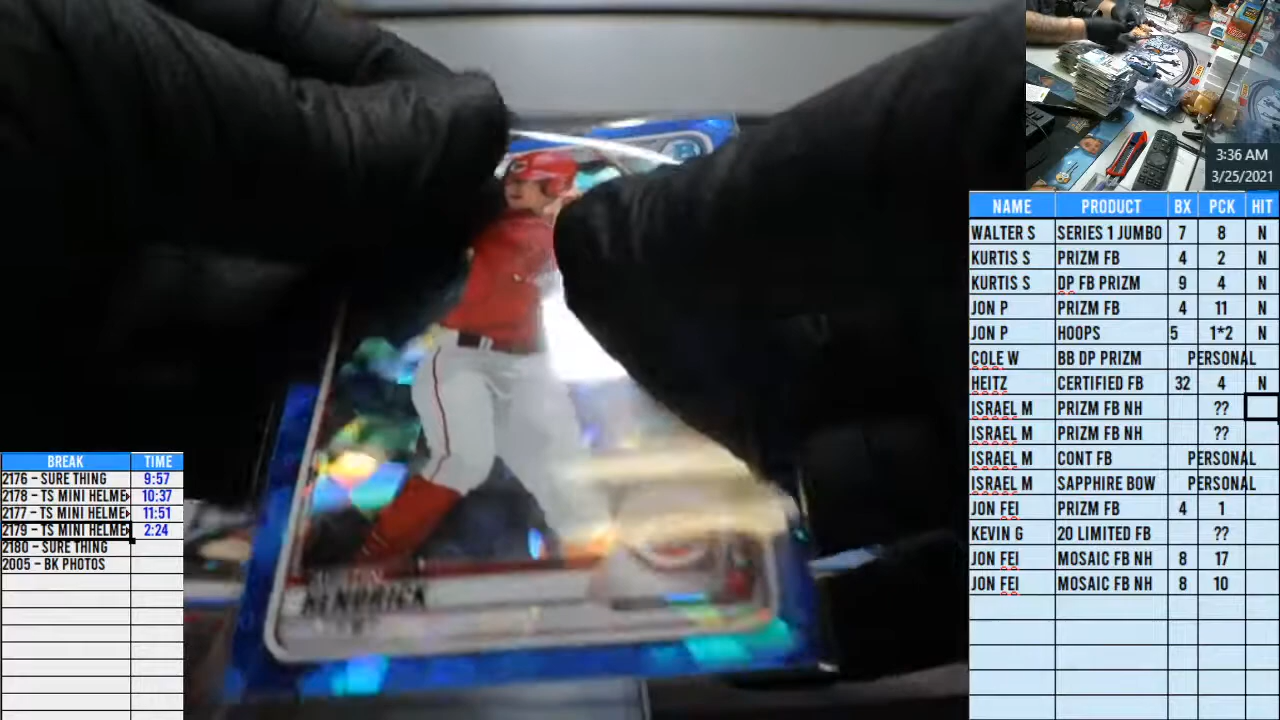 3:36 AM
3/25/2021
NAME PRODUCT BX PCK HIT
WALTER S SERIES 1 JUMBO 7 8 N
KURTIS S PRIZM FB 4 2 N
KURTIS S DP FB PRIZM 9 4 N
JON P PRIZM FB 4 11 N
JON P HOOPS 5 1*2 N
COLE W BB DP PRIZM PERSONAL
HEITZ CERTIFIED FB 32 4 N
ISRAEL M PRIZM FB NH ??
ISRAEL M PRIZM FB NH ??
ISRAEL M CONT FB PERSONAL
ISRAEL M SAPPHIRE BOW PERSONAL
JON FEI PRIZM FB 4 1
KEVIN G 20 LIMITED FB ??
JON FEI MOSAIC FB NH 8 17
JON FEI MOSAIC FB NH 8 10
BREAK TIME
2176 – SURE THING 9:57
2178 – TS MINI HELME 10:37
2177 – TS MINI HELME 11:51
2179 – TS MINI HELME 2:24
2180 – SURE THING
2005 – BK PHOTOS
HENDRICK